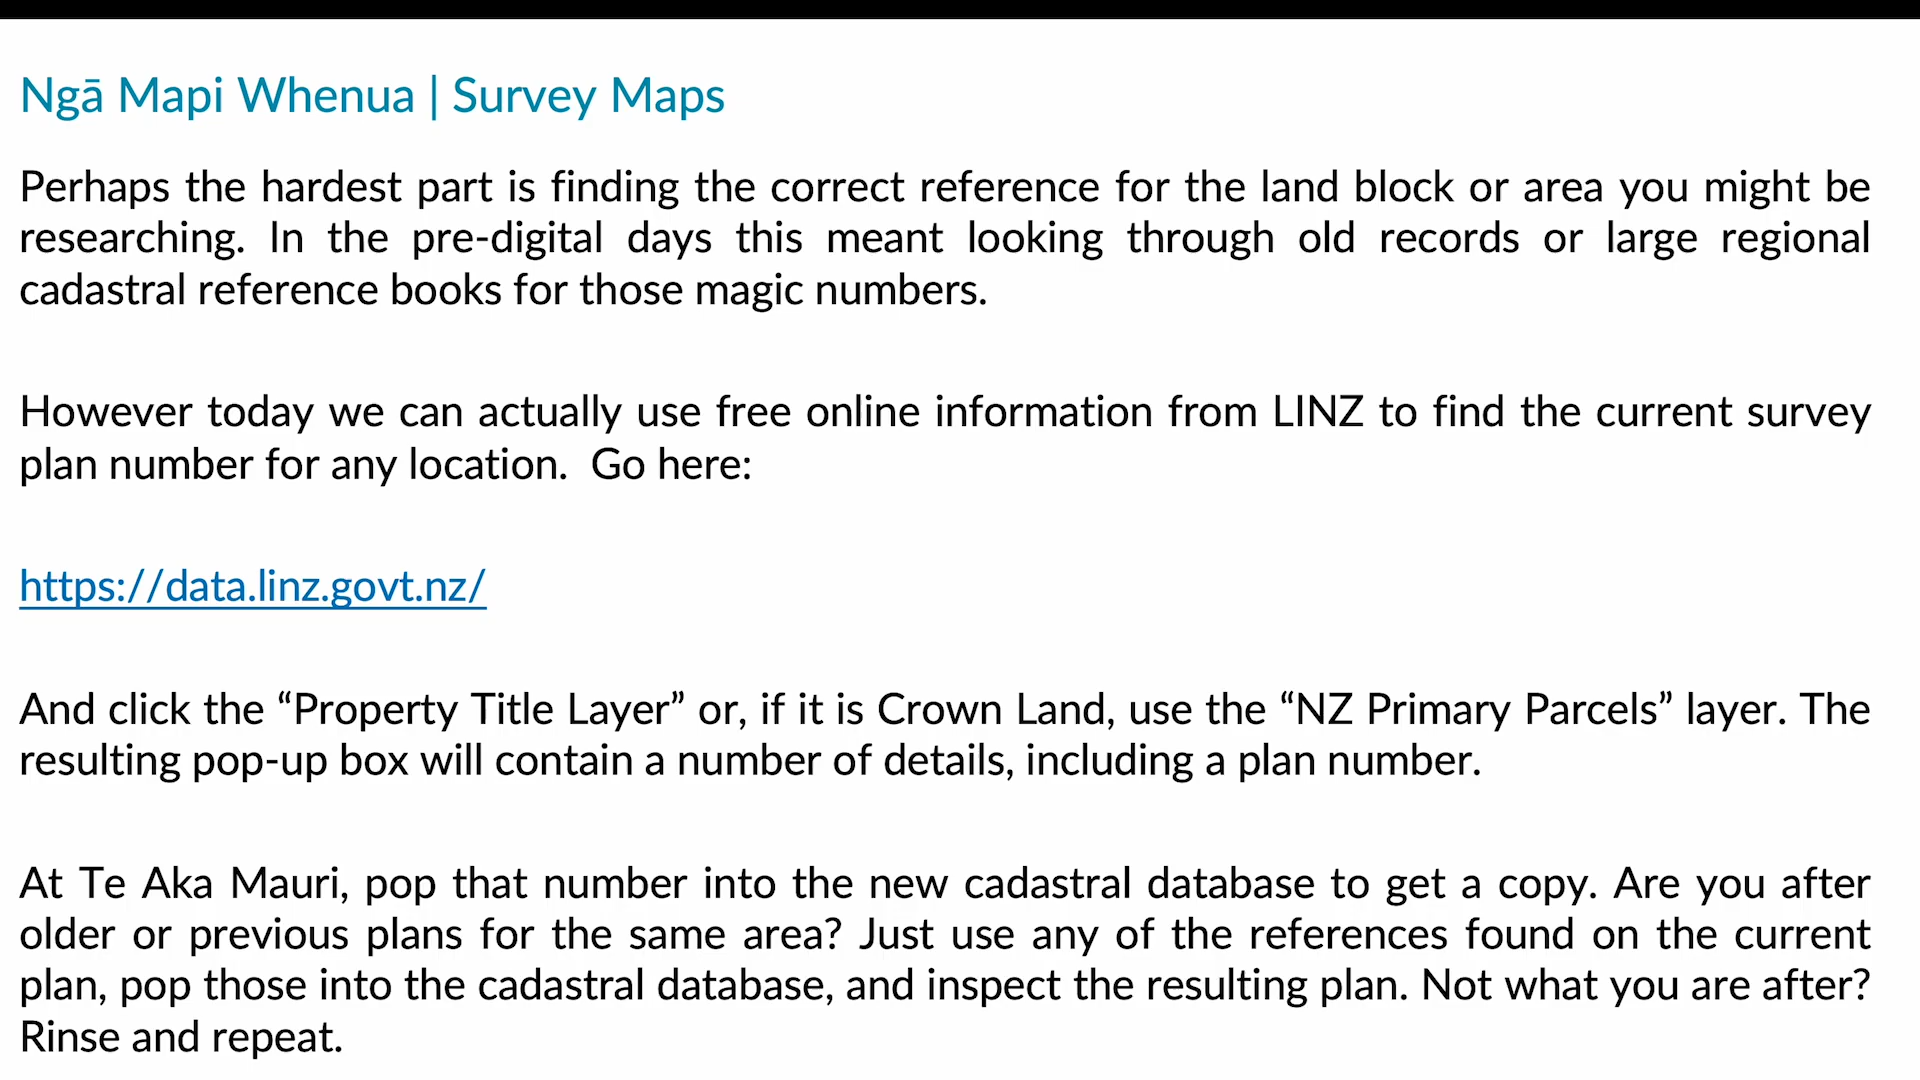 Ngā Mapi Whenua | Survey Maps
Perhaps the hardest part is finding the correct reference for the land block or area you might be
researching. In the pre-digital days this meant looking through old records or large regional
cadastral reference books for those magic numbers.
However today we can actually use free online information from LINZ to find the current survey
plan number for any location.  Go here:
https://data.linz.govt.nz/
And click the “Property Title Layer” or, if it is Crown Land, use the “NZ Primary Parcels” layer. The
resulting pop-up box will contain a number of details, including a plan number.
At Te Aka Mauri, pop that number into the new cadastral database to get a copy. Are you after
older or previous plans for the same area? Just use any of the references found on the current
plan, pop those into the cadastral database, and inspect the resulting plan. Not what you are after?
Rinse and repeat.